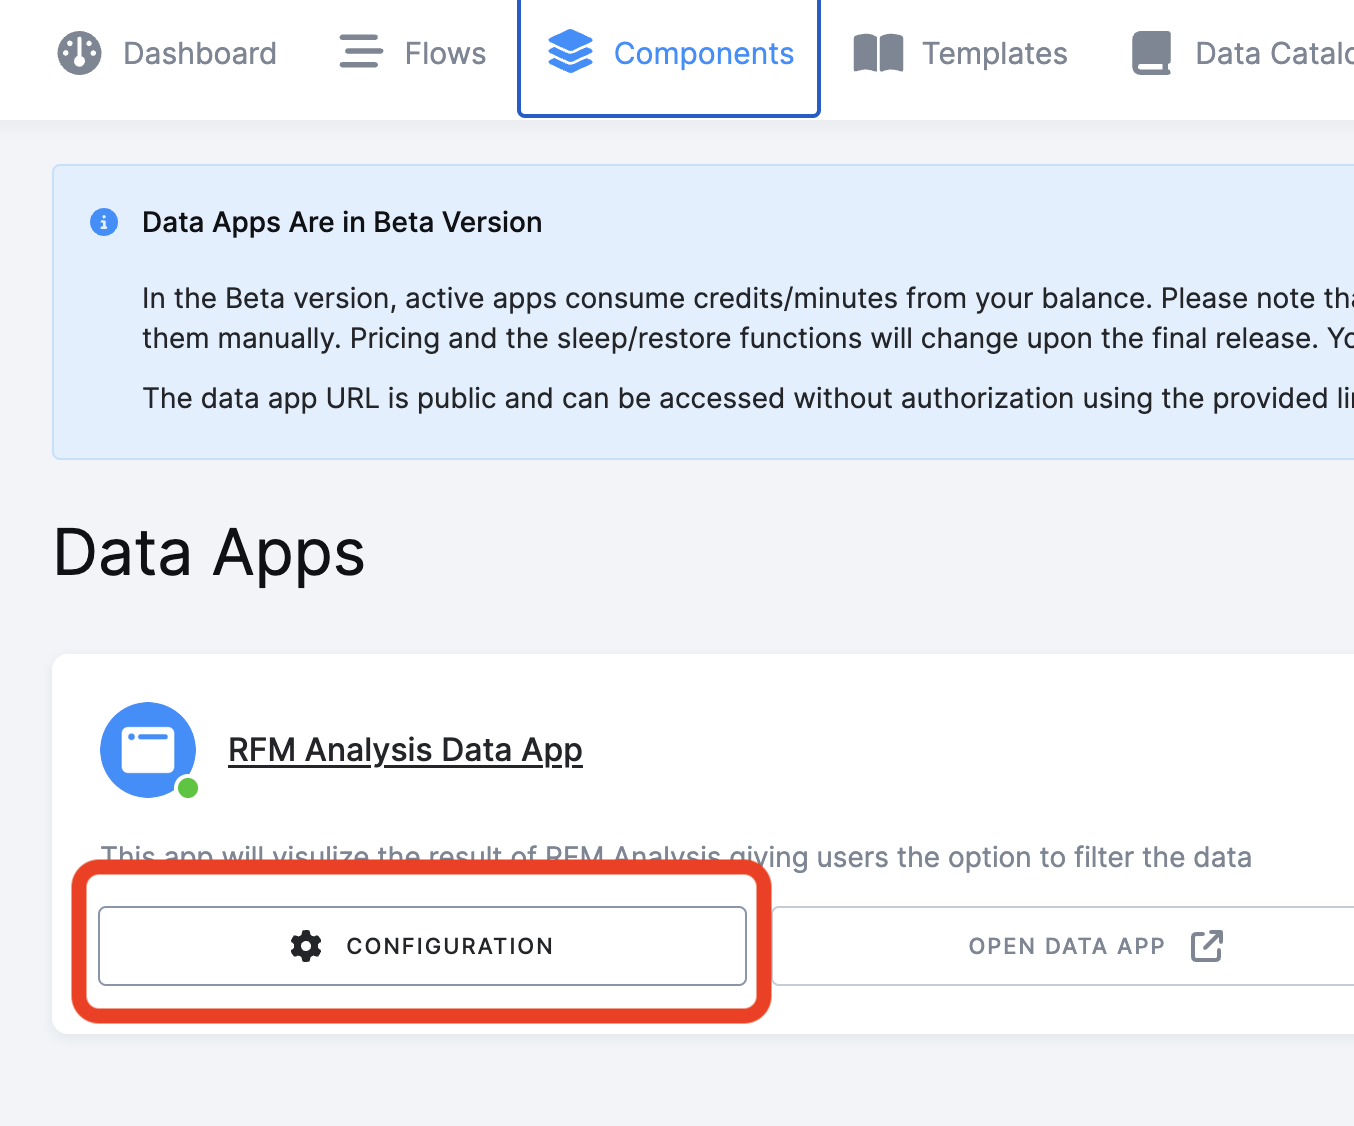 Dashboard Flows Components Templates Data
Data Apps Are in Beta Version
In the Beta version, active apps consume credits/minutes from your balance. Please note
them manually. Pricing and the sleep/restore functions will change upon the final release.
The data app URL is public and can be accessed without authorization using the provided
Data Apps
RFM Analysis Data App
This app will visulize the result of RFM Analysis giving users the option to filter the data
CONFIGURATION OPEN DATA APP